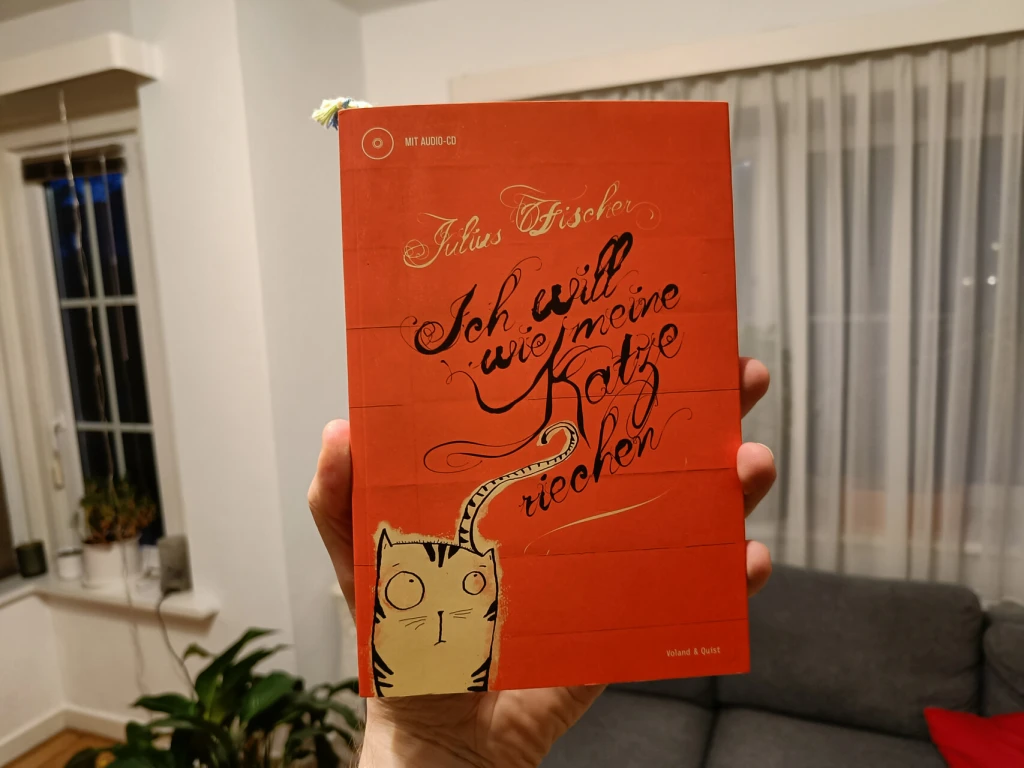 MIT AUDIO-CD
Julius Fischer
Ich will
wie meine
Katze
riechen
Voland & Quist